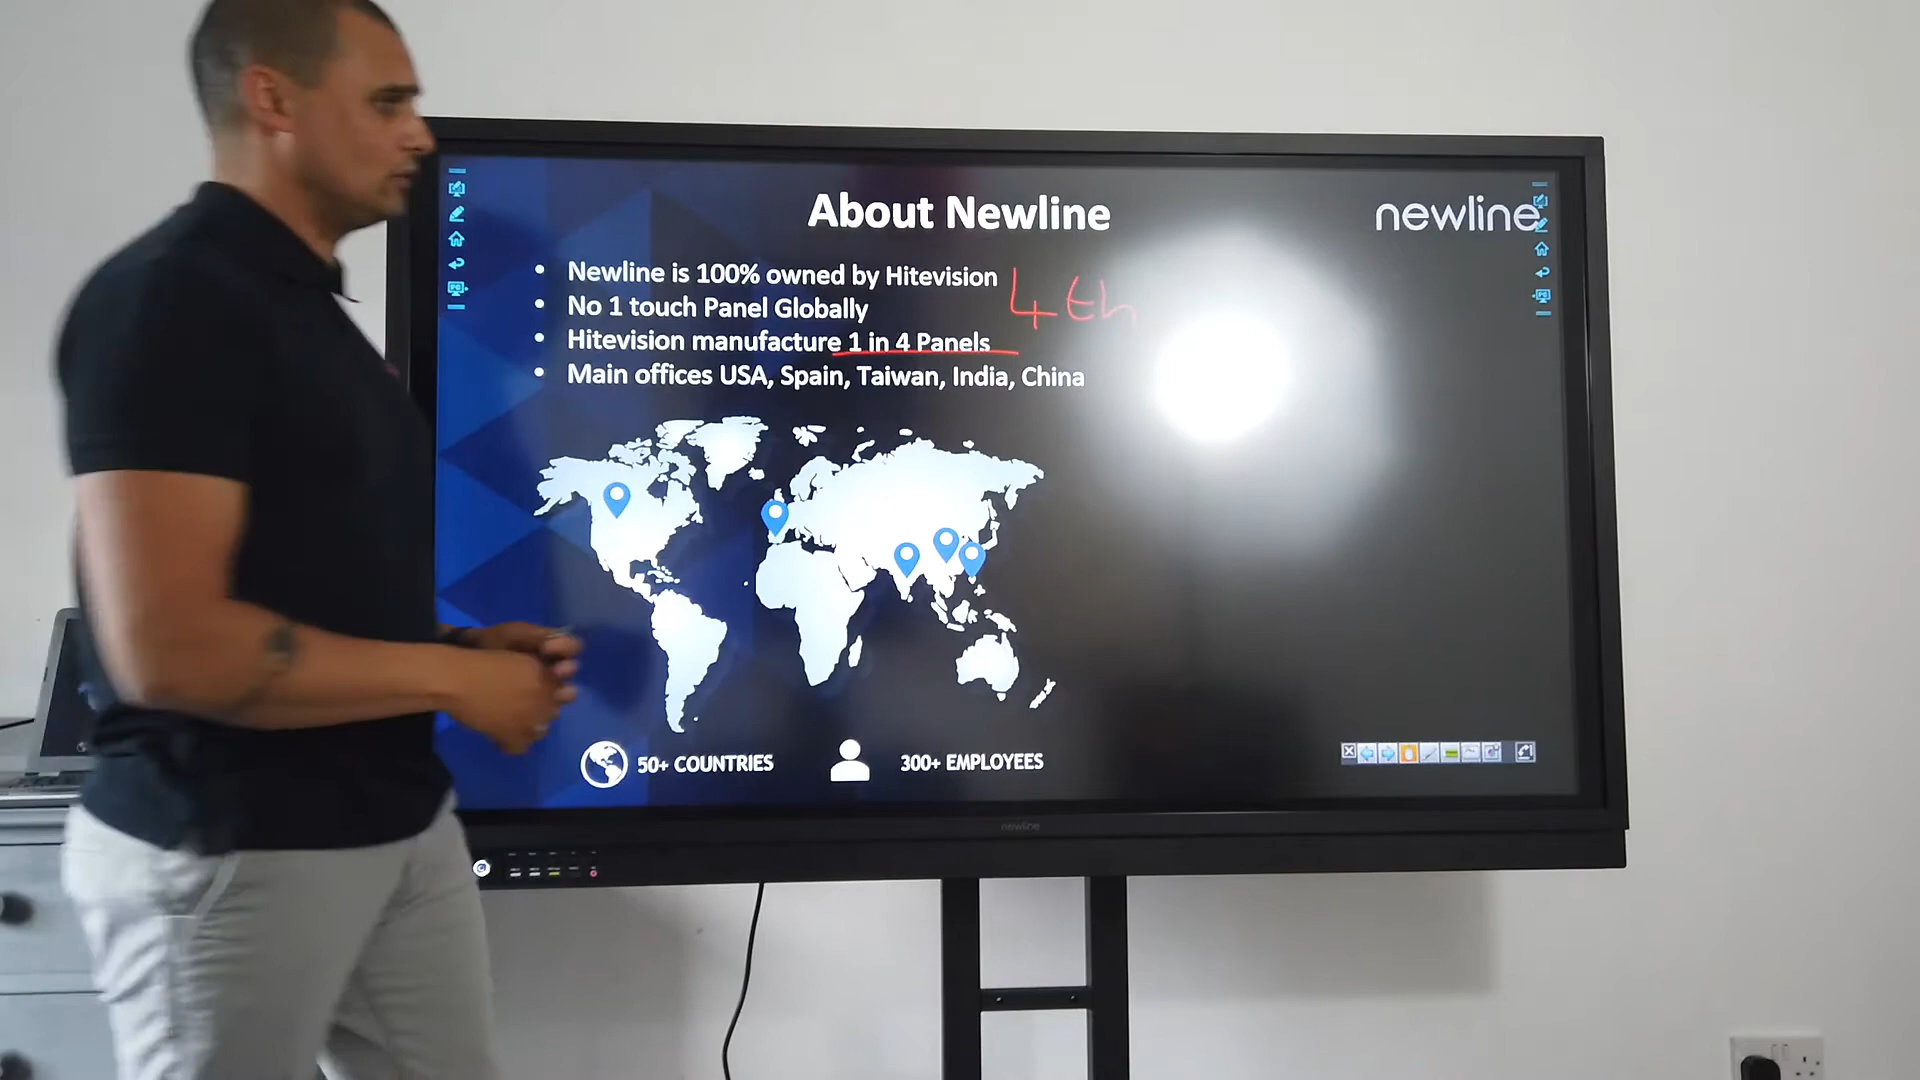 About Newline
newline
Newline is 100% owned by Hitevision
4th
No 1 touch Panel Globally
Hitevision manufacture 1 in 4 Panels
Main offices USA, Spain, Taiwan, India, China
50+ COUNTRIES
300+ EMPLOYEES
newline